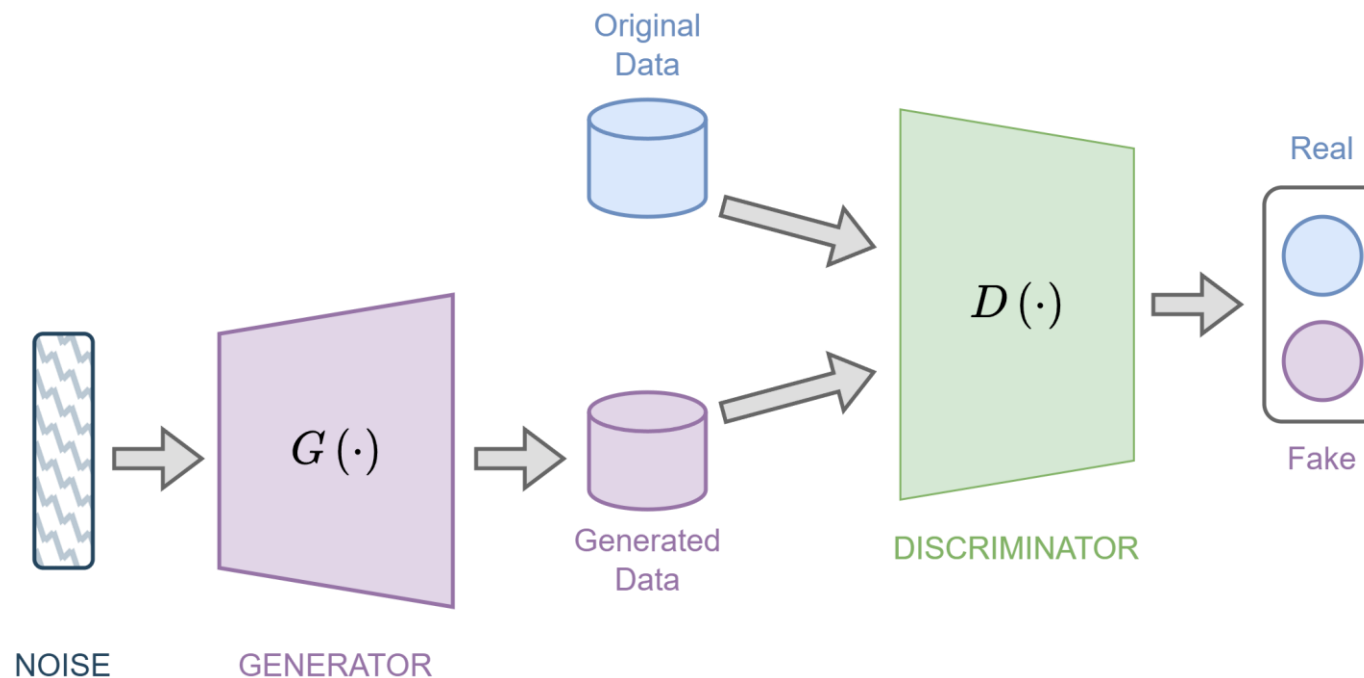 Original
Data
Real
D (·)
G (·)
Fake
Generated
Data
DISCRIMINATOR
NOISE
GENERATOR